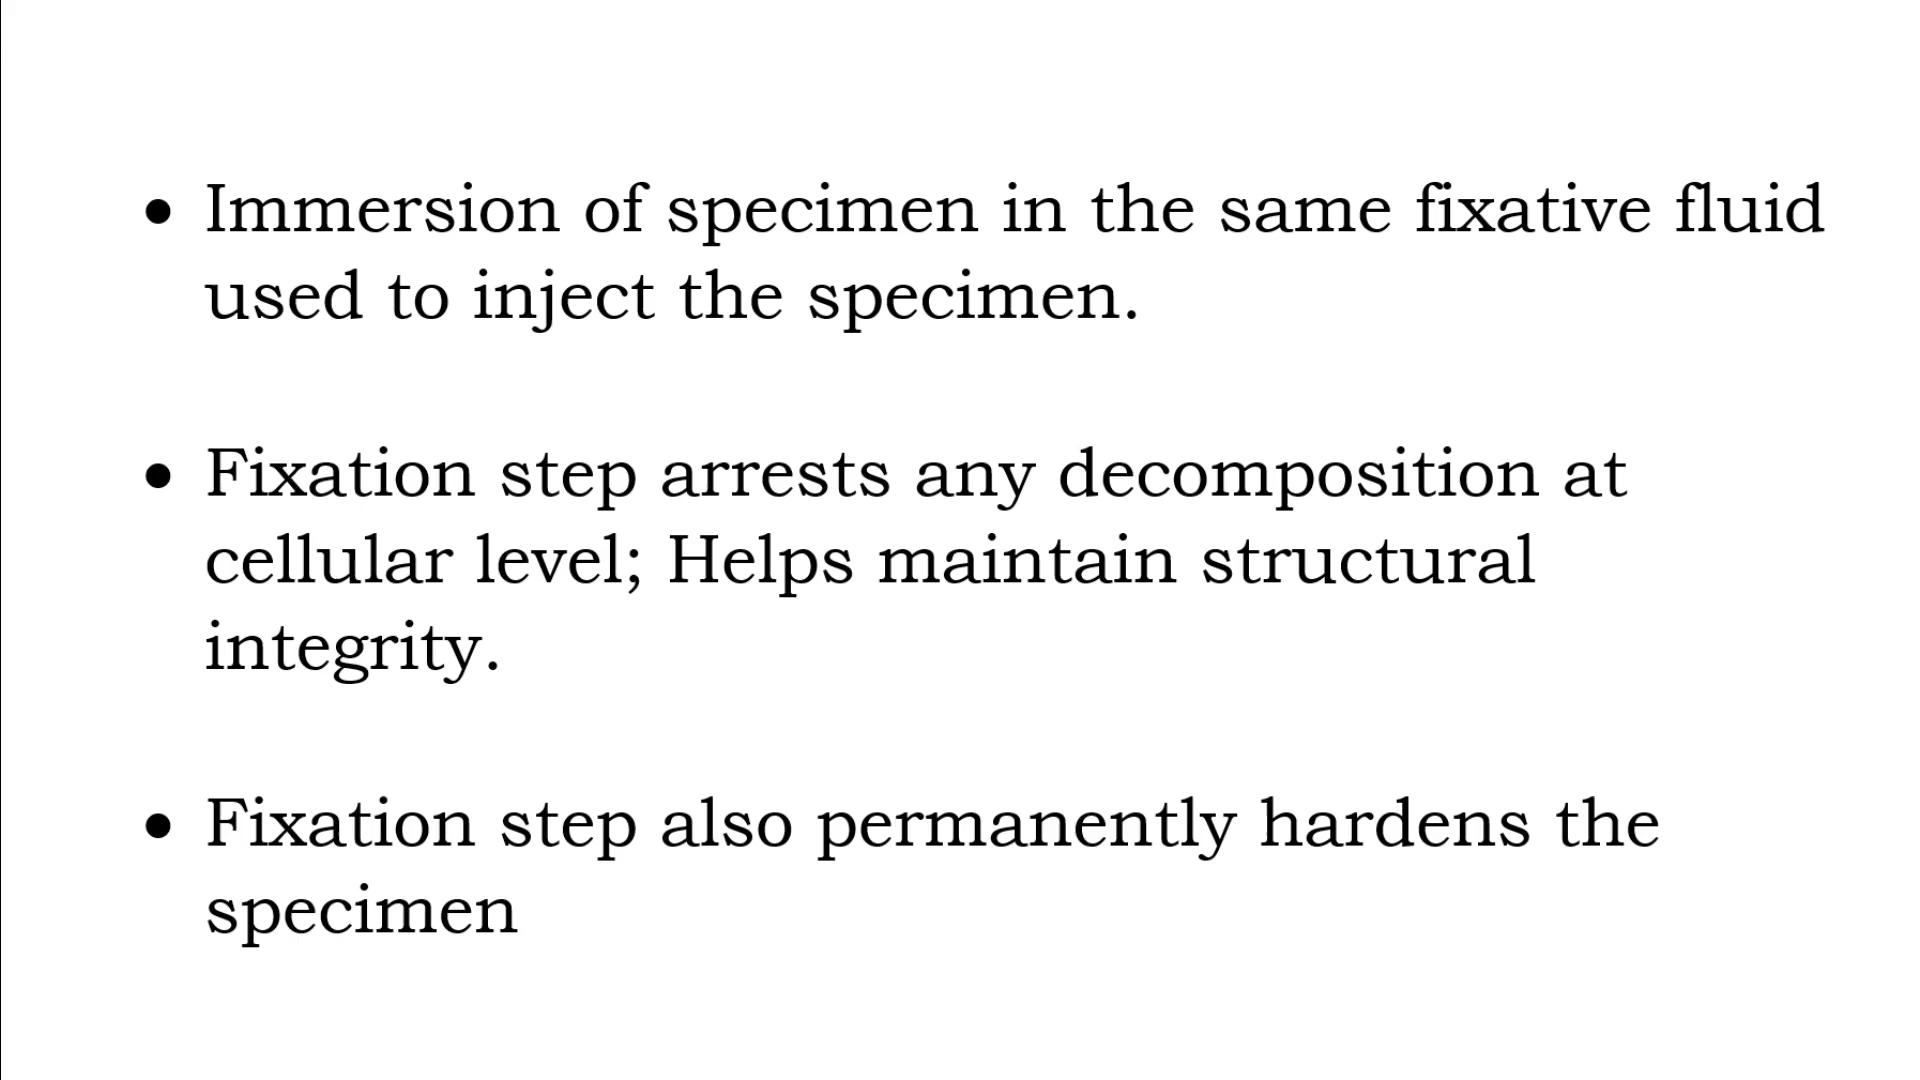 • Immersion of specimen in the same fixative fluid
used to inject the specimen.
• Fixation step arrests any decomposition at
cellular level; Helps maintain structural
integrity.
• Fixation step also permanently hardens the
specimen